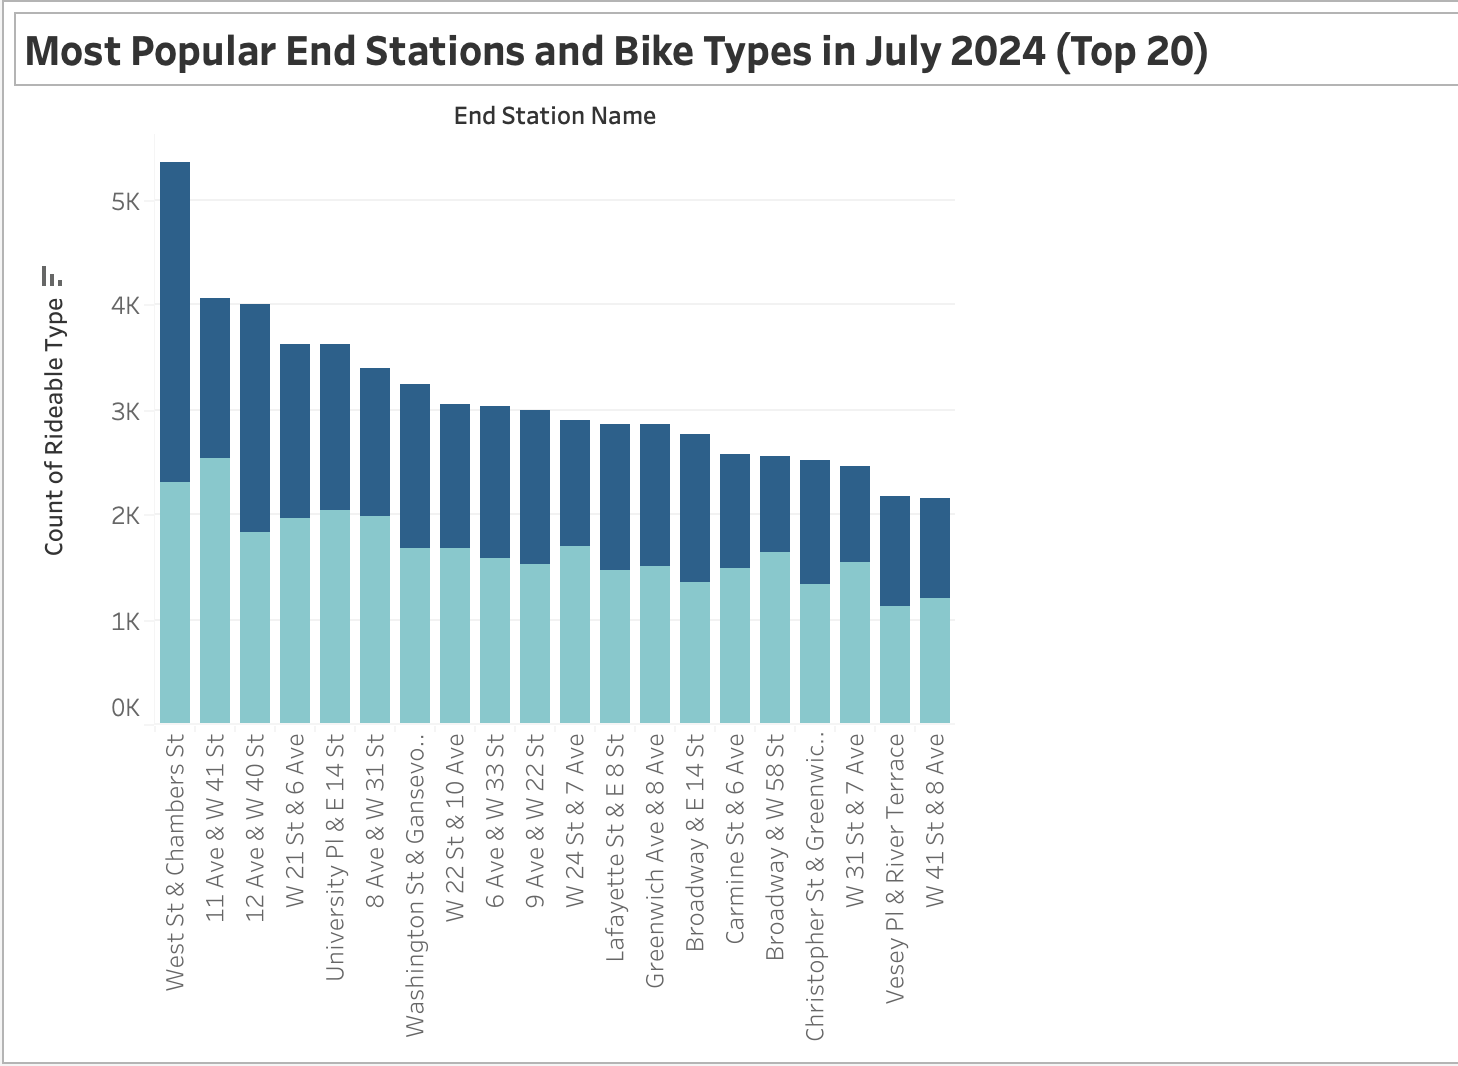 Most Popular End Stations and Bike Types in July 2024 (Top 20)
End Station Name
Count of Rideable Type
5K
4K
3K
2K
1K
0K
West St & Chambers St
11 Ave & W 41 St
12 Ave & W 40 St
W 21 St & 6 Ave
University Pl & E 14 St
8 Ave & W 31 St
Washington St & Gansevo..
W 22 St & 10 Ave
6 Ave & W 33 St
9 Ave & W 22 St
W 24 St & 7 Ave
Lafayette St & E 8 St
Greenwich Ave & 8 Ave
Broadway & E 14 St
Carmine St & 6 Ave
Broadway & W 58 St
Christopher St & Greenwic..
W 31 St & 7 Ave
Vesey Pl & River Terrace
W 41 St & 8 Ave